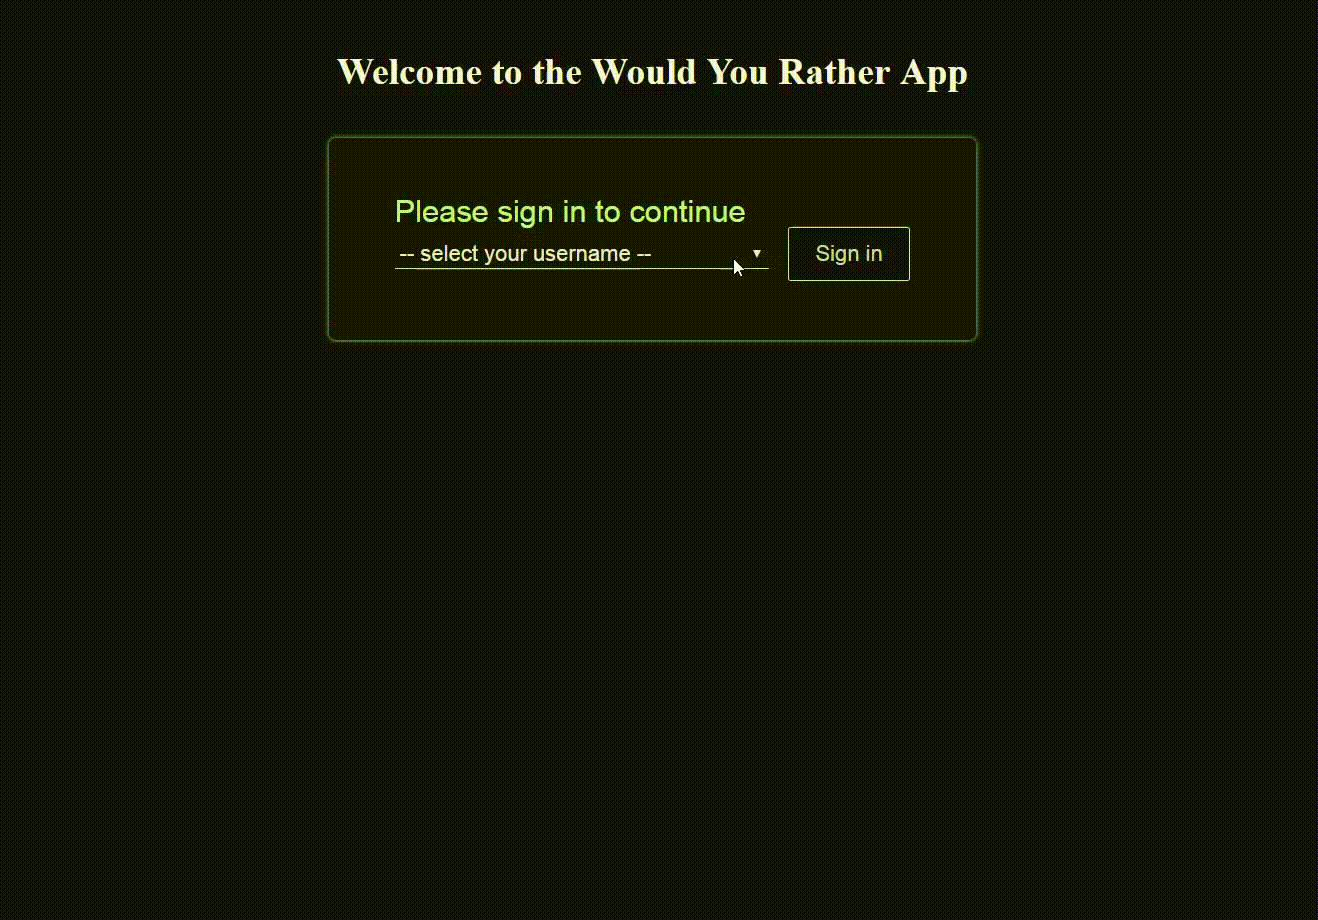 Welcome to the Would You Rather App
Please sign in to continue
-- select your username -- ▼
Sign in